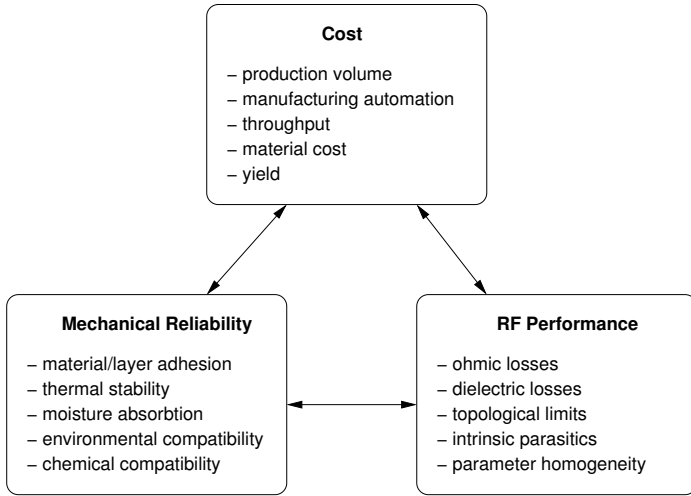 Cost
– production volume
– manufacturing automation
– throughput
– material cost
– yield
Mechanical Reliability
– material/layer adhesion
– thermal stability
– moisture absorbtion
– environmental compatibility
– chemical compatibility
RF Performance
– ohmic losses
– dielectric losses
– topological limits
– intrinsic parasitics
– parameter homogeneity